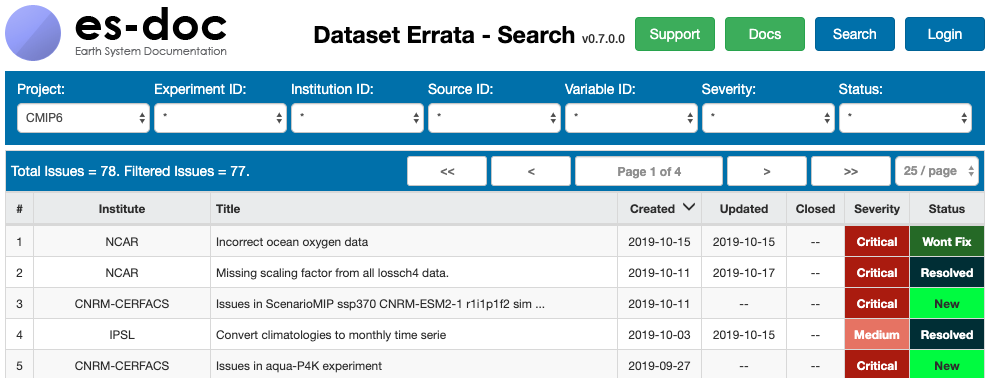 es-doc
Earth System Documentation
Dataset Errata - Search v0.7.0.0
Support Docs Search Login
Project: Experiment ID: Institution ID: Source ID: Variable ID: Severity: Status:
CMIP6 * * * * * *
Total Issues = 78. Filtered Issues = 77. << < Page 1 of 4 > >> 25 / page
# Institute Title Created Updated Closed Severity Status
1 NCAR Incorrect ocean oxygen data 2019-10-15 2019-10-15 -- Critical Wont Fix
2 NCAR Missing scaling factor from all lossch4 data. 2019-10-11 2019-10-17 -- Critical Resolved
3 CNRM-CERFACS Issues in ScenarioMIP ssp370 CNRM-ESM2-1 r1i1p1f2 sim ... 2019-10-11 -- -- Critical New
4 IPSL Convert climatologies to monthly time serie 2019-10-03 2019-10-15 -- Medium Resolved
5 CNRM-CERFACS Issues in aqua-P4K experiment 2019-09-27 -- -- Critical New